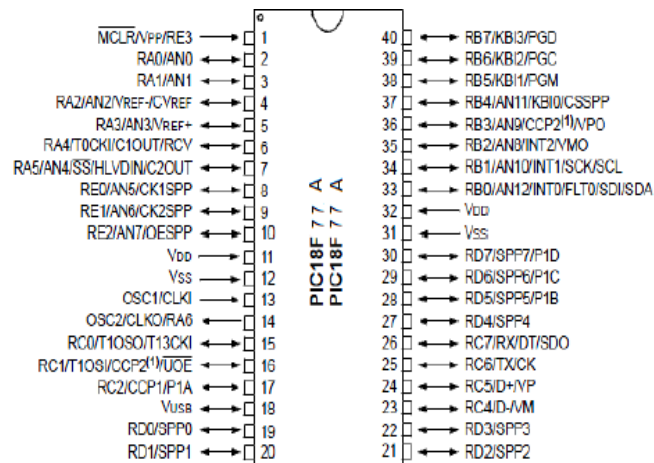 MCLR/VPP/RE3 1
RA0/AN0 2
RA1/AN1 3
RA2/AN2/VREF-/CVREF 4
RA3/AN3/VREF+ 5
RA4/T0CKI/C1OUT/RCV 6
RA5/AN4/SS/HLVDIN/C2OUT 7
RE0/AN5/CK1SPP 8
RE1/AN6/CK2SPP 9
RE2/AN7/OESPP 10
VDD 11
VSS 12
OSC1/CLKI 13
OSC2/CLKO/RA6 14
RC0/T1OSO/T13CKI 15
RC1/T1OSI/CCP2(1)/UOE 16
RC2/CCP1/P1A 17
VUSB 18
RD0/SPP0 19
RD1/SPP1 20
PIC18F 77 A
PIC18F 77 A
40 RB7/KBI3/PGD
39 RB6/KBI2/PGC
38 RB5/KBI1/PGM
37 RB4/AN11/KBI0/CSSPP
36 RB3/AN9/CCP2(1)/VPO
35 RB2/AN8/INT2/VMO
34 RB1/AN10/INT1/SCK/SCL
33 RB0/AN12/INT0/FLT0/SDI/SDA
32 VDD
31 VSS
30 RD7/SPP7/P1D
29 RD6/SPP6/P1C
28 RD5/SPP5/P1B
27 RD4/SPP4
26 RC7/RX/DT/SDO
25 RC6/TX/CK
24 RC5/D+/VP
23 RC4/D-/VM
22 RD3/SPP3
21 RD2/SPP2